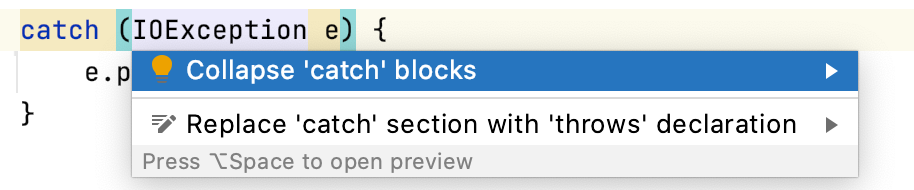 catch (IOException e) {
e.p
Collapse 'catch' blocks
}
Replace 'catch' section with 'throws' declaration
Press ⌥Space to open preview